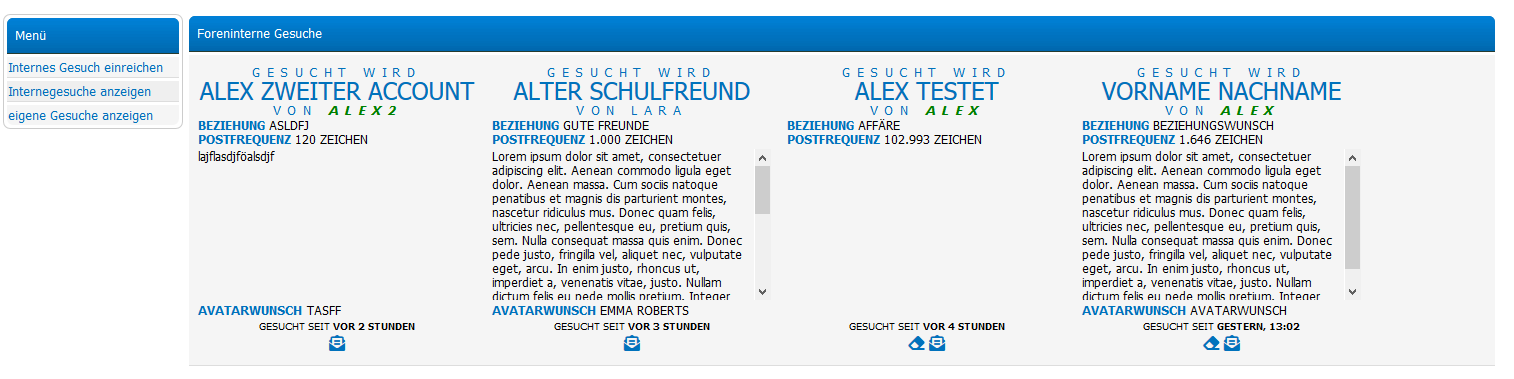 Menü
Internes Gesuch einreichen
Internegesuche anzeigen
eigene Gesuche anzeigen
Foreninterne Gesuche
GESUCHT WIRD
ALEX ZWEITER ACCOUNT
VON ALEX2
BEZIEHUNG ASLDFJ
POSTFREQUENZ 120 ZEICHEN
lajflasdjföalsdjf
AVATARWUNSCH TASFF
GESUCHT SEIT VOR 2 STUNDEN
GESUCHT WIRD
ALTER SCHULFREUND
VON LARA
BEZIEHUNG GUTE FREUNDE
POSTFREQUENZ 1.000 ZEICHEN
Lorem ipsum dolor sit amet, consectetuer
adipiscing elit. Aenean commodo ligula eget
dolor. Aenean massa. Cum sociis natoque
penatibus et magnis dis parturient montes,
nascetur ridiculus mus. Donec quam felis,
ultricies nec, pellentesque eu, pretium quis,
sem. Nulla consequat massa quis enim. Donec
pede justo, fringilla vel, aliquet nec, vulputate
eget, arcu. In enim justo, rhoncus ut,
imperdiet a, venenatis vitae, justo. Nullam
dictum felis eu pede mollis pretium. Integer
AVATARWUNSCH EMMA ROBERTS
GESUCHT SEIT VOR 3 STUNDEN
GESUCHT WIRD
ALEX TESTET
VON ALEX
BEZIEHUNG AFFÄRE
POSTFREQUENZ 102.993 ZEICHEN
GESUCHT SEIT VOR 4 STUNDEN
GESUCHT WIRD
VORNAME NACHNAME
VON ALEX
BEZIEHUNG BEZIEHUNGSWUNSCH
POSTFREQUENZ 1.646 ZEICHEN
Lorem ipsum dolor sit amet, consectetuer
adipiscing elit. Aenean commodo ligula eget
dolor. Aenean massa. Cum sociis natoque
penatibus et magnis dis parturient montes,
nascetur ridiculus mus. Donec quam felis,
ultricies nec, pellentesque eu, pretium quis,
sem. Nulla consequat massa quis enim. Donec
pede justo, fringilla vel, aliquet nec, vulputate
eget, arcu. In enim justo, rhoncus ut,
imperdiet a, venenatis vitae, justo. Nullam
dictum felis eu pede mollis pretium. Integer
AVATARWUNSCH AVATARWUNSCH
GESUCHT SEIT GESTERN, 13:02